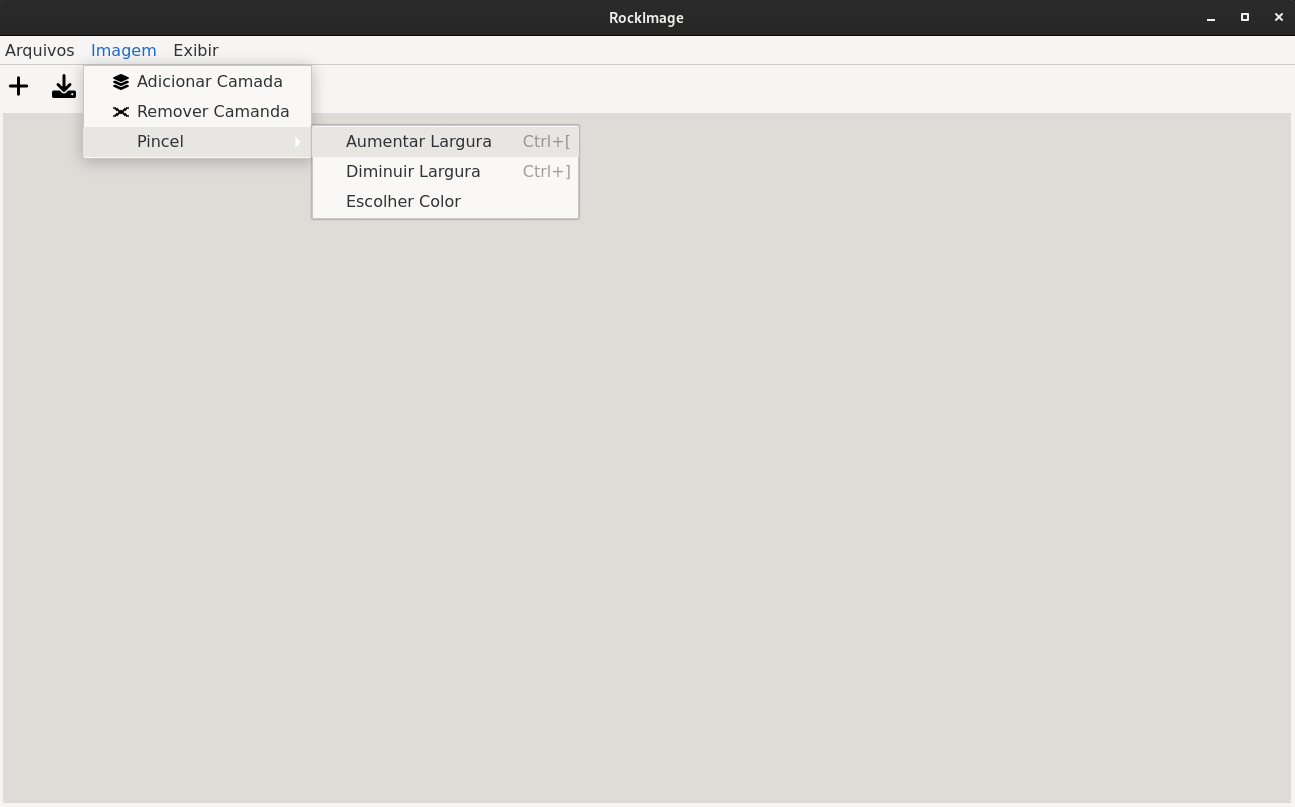 RockImage
Arquivos Imagem Exibir
Adicionar Camada
Remover Camanda
Pincel
Aumentar Largura Ctrl+[
Diminuir Largura Ctrl+]
Escolher Color